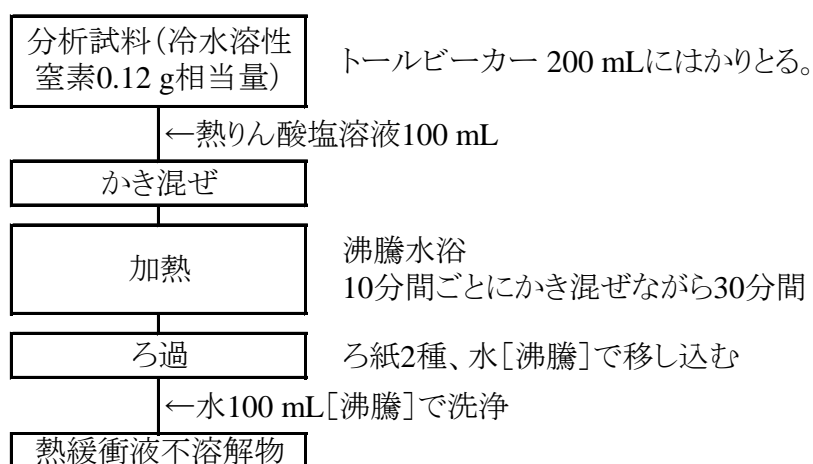 分析試料(冷水溶性
窒素0.12 g相当量)
トールビーカー 200 mLにはかりとる。
←熱りん酸塩溶液100 mL
かき混ぜ
加熱
沸騰水浴
10分間ごとにかき混ぜながら30分間
ろ過
ろ紙2種、水[沸騰]で移し込む
←水100 mL[沸騰]で洗浄
熱緩衝液不溶解物